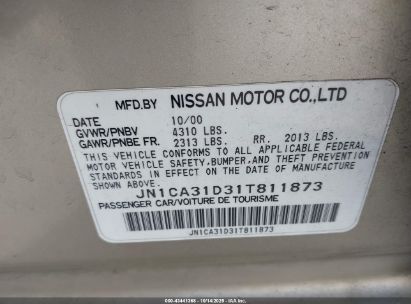 MFD.BY NISSAN MOTOR CO.,LTD
DATE 10/00
GVWR/PNBV 4310 LBS.
GAWR/PNBE FR. 2313 LBS. RR. 2013 LBS.
THIS VEHICLE CONFORMS TO ALL APPLICABLE FEDERAL
MOTOR VEHICLE SAFETY,BUMPER,AND THEFT PREVENTION
STANDARDS IN EFFECT ON THE DATE OF MANUFACTURE
SHOWN ABOVE.
JN1CA31D31T811873
PASSENGER CAR/VOITURE DE TOURISME
JN1CA31D31T811873